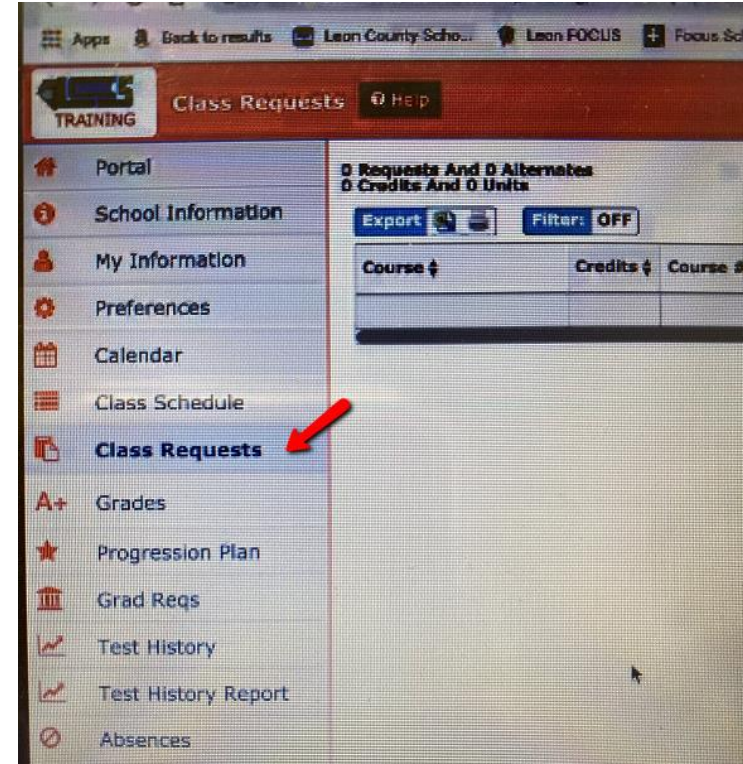 Apps Back to results Leon County Scho... Leon FOCUS Focus Sc
TRAINING
Class Requests Help
Portal
School Information
My Information
Preferences
Calendar
Class Schedule
Class Requests
A+ Grades
Progression Plan
Grad Reqs
Test History
Test History Report
Absences
0 Requests And 0 Alternates
0 Credits And 0 Units
Export Filter: OFF
Course Credits Course #